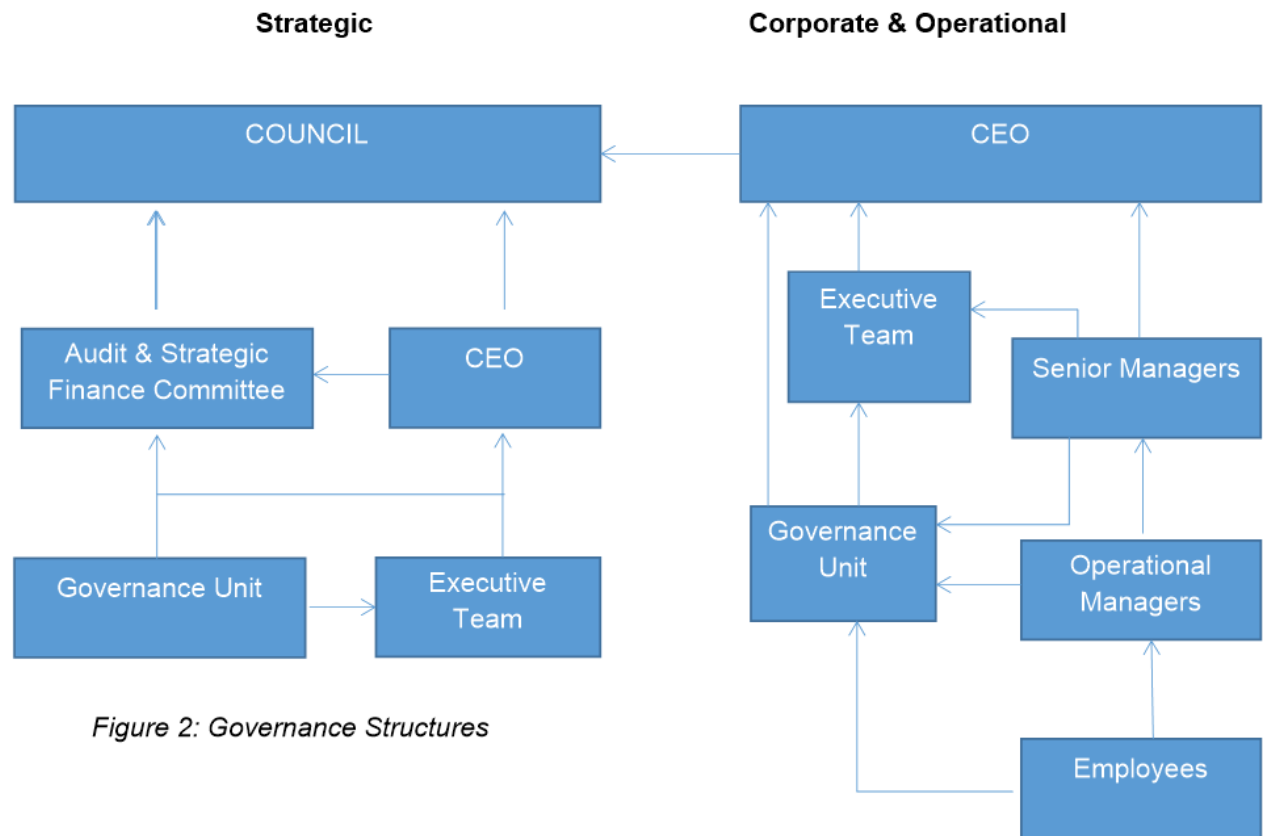 Strategic
Corporate & Operational
COUNCIL
CEO
Audit & Strategic
Finance Committee
CEO
Governance Unit
Executive
Team
Executive
Team
Senior Managers
Governance
Unit
Operational
Managers
Employees
Figure 2: Governance Structures